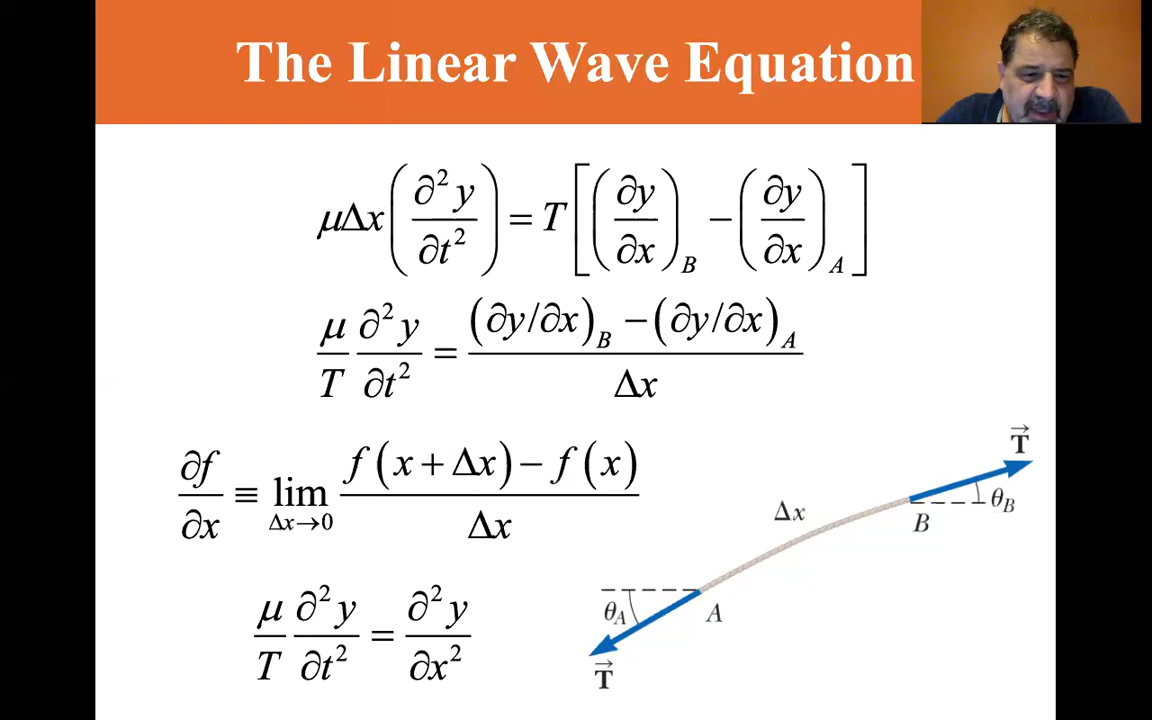 The Linear Wave Equation
μΔx(∂²y/∂t²) = T[(∂y/∂x)_B − (∂y/∂x)_A]
μ/T ∂²y/∂t² = ((∂y/∂x)_B − (∂y/∂x)_A)/Δx
∂f/∂x ≡ lim_{Δx→0} (f(x + Δx) − f(x))/Δx
μ/T ∂²y/∂t² = ∂²y/∂x²
T⃗
θ_B
Δx
B
θ_A
A
T⃗